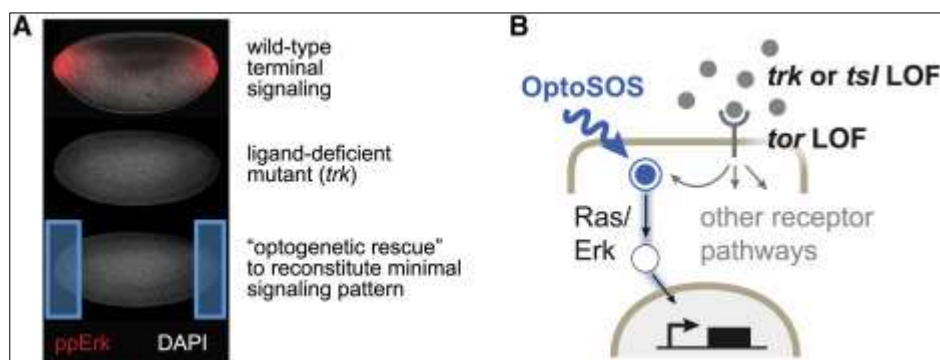 A
wild-type
terminal
signaling
ligand-deficient
mutant (trk)
“optogenetic rescue”
to reconstitute minimal
signaling pattern
ppErk
DAPI
B
OptoSOS
trk or tsl LOF
tor LOF
Ras/
Erk
other receptor
pathways